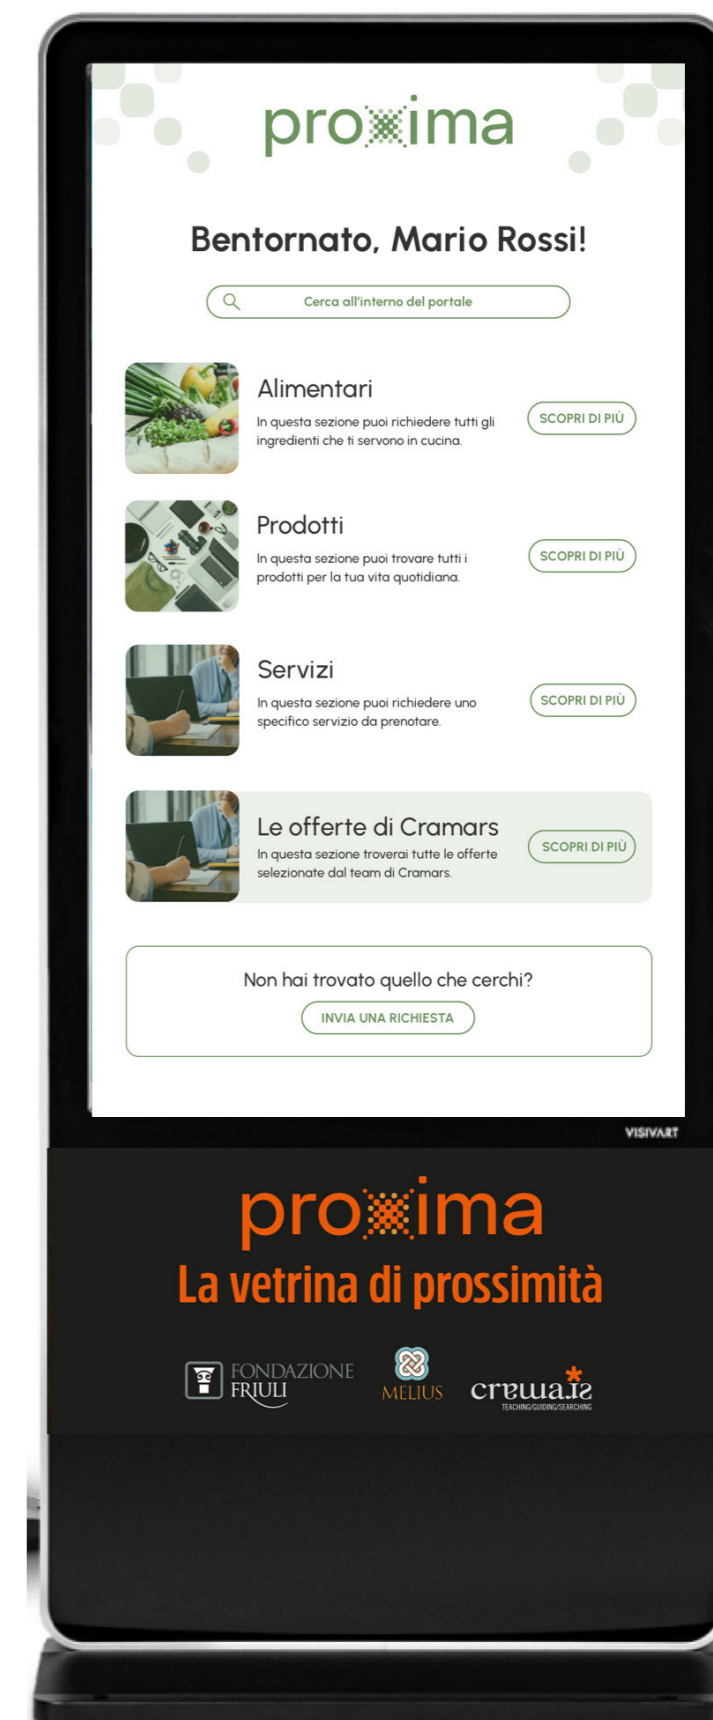 proxima
Bentornato, Mario Rossi!
Cerca all'interno del portale
Alimentari
In questa sezione puoi richiedere tutti gli
ingredienti che ti servono in cucina.
SCOPRI DI PIÙ
Prodotti
In questa sezione puoi trovare tutti i
prodotti per la tua vita quotidiana.
SCOPRI DI PIÙ
Servizi
In questa sezione puoi richiedere uno
specifico servizio da prenotare.
SCOPRI DI PIÙ
Le offerte di Cramars
In questa sezione troverai tutte le offerte
selezionate dal team di Cramars.
SCOPRI DI PIÙ
Non hai trovato quello che cerchi?
INVIA UNA RICHIESTA
VISIVART
proxima
La vetrina di prossimità
FONDAZIONE
FRIULI
MELIUS
cramars
TEACHING/GUIDING/SEARCHING